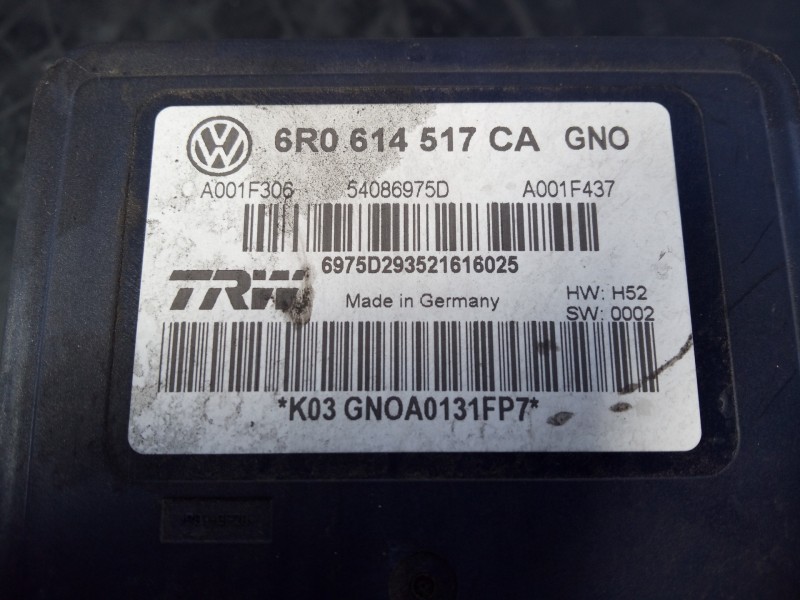 6R0 614 517 CA GNO
A001F306 54086975D A001F437
6975D293521616025
TRW Made in Germany HW: H52
SW: 0002
*K03 GNOA0131FP7*